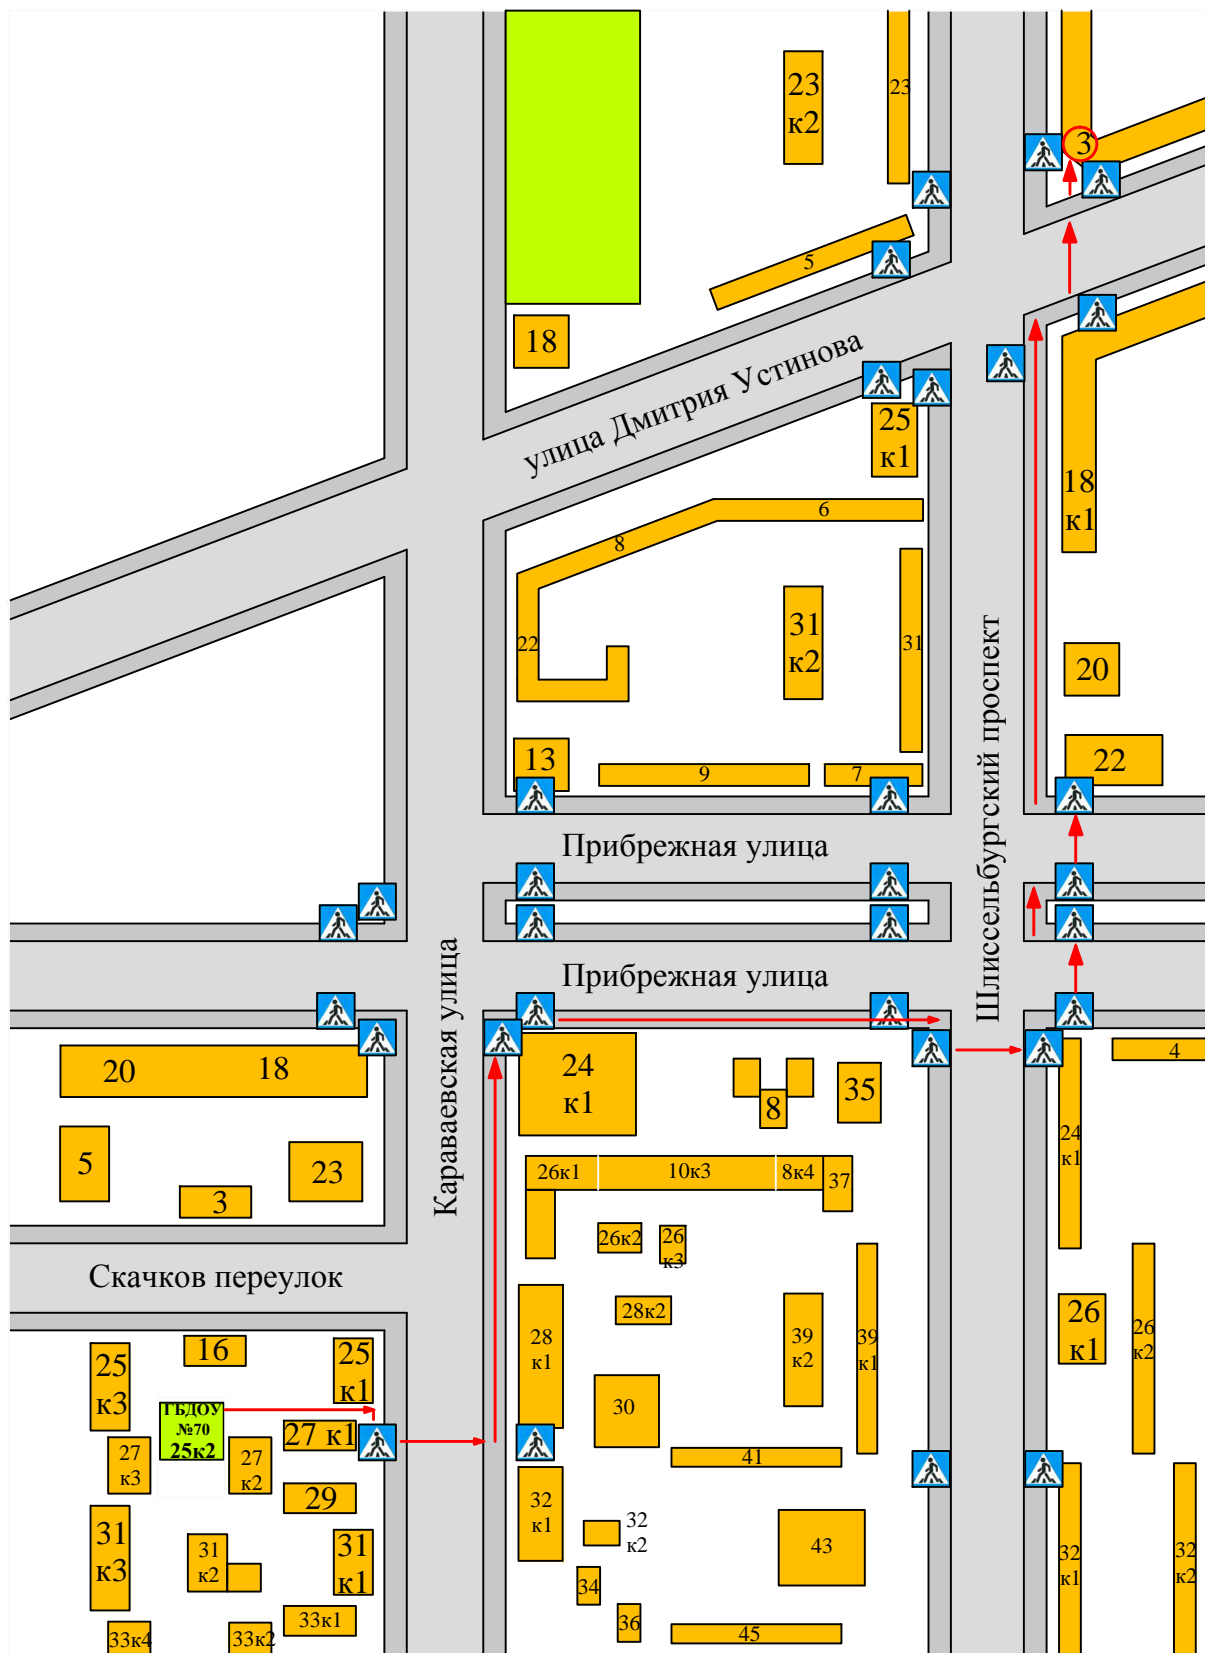 23
к2
23
3
5
18
улица Дмитрия Устинова
25
к1
18
к1
6
8
22
31
к2
31
20
Шлиссельбургский проспект
13
9
7
22
Прибрежная улица
Прибрежная улица
Караваевская улица
20
18
24
к1
8
35
4
24
к1
5
23
3
26к1
10к3
8к4
37
26к2
26
к3
Скачков переулок
28к2
28
к1
39
к2
39
к1
26
к1
26
к2
16
25
к3
25
к1
ГБДОУ
№70
25к2
27 к1
30
27
к3
27
к2
41
29
32
к1
32
к2
43
31
к3
31
к2
31
к1
32
к1
32
к2
34
33к1
36
33к4
33к2
45